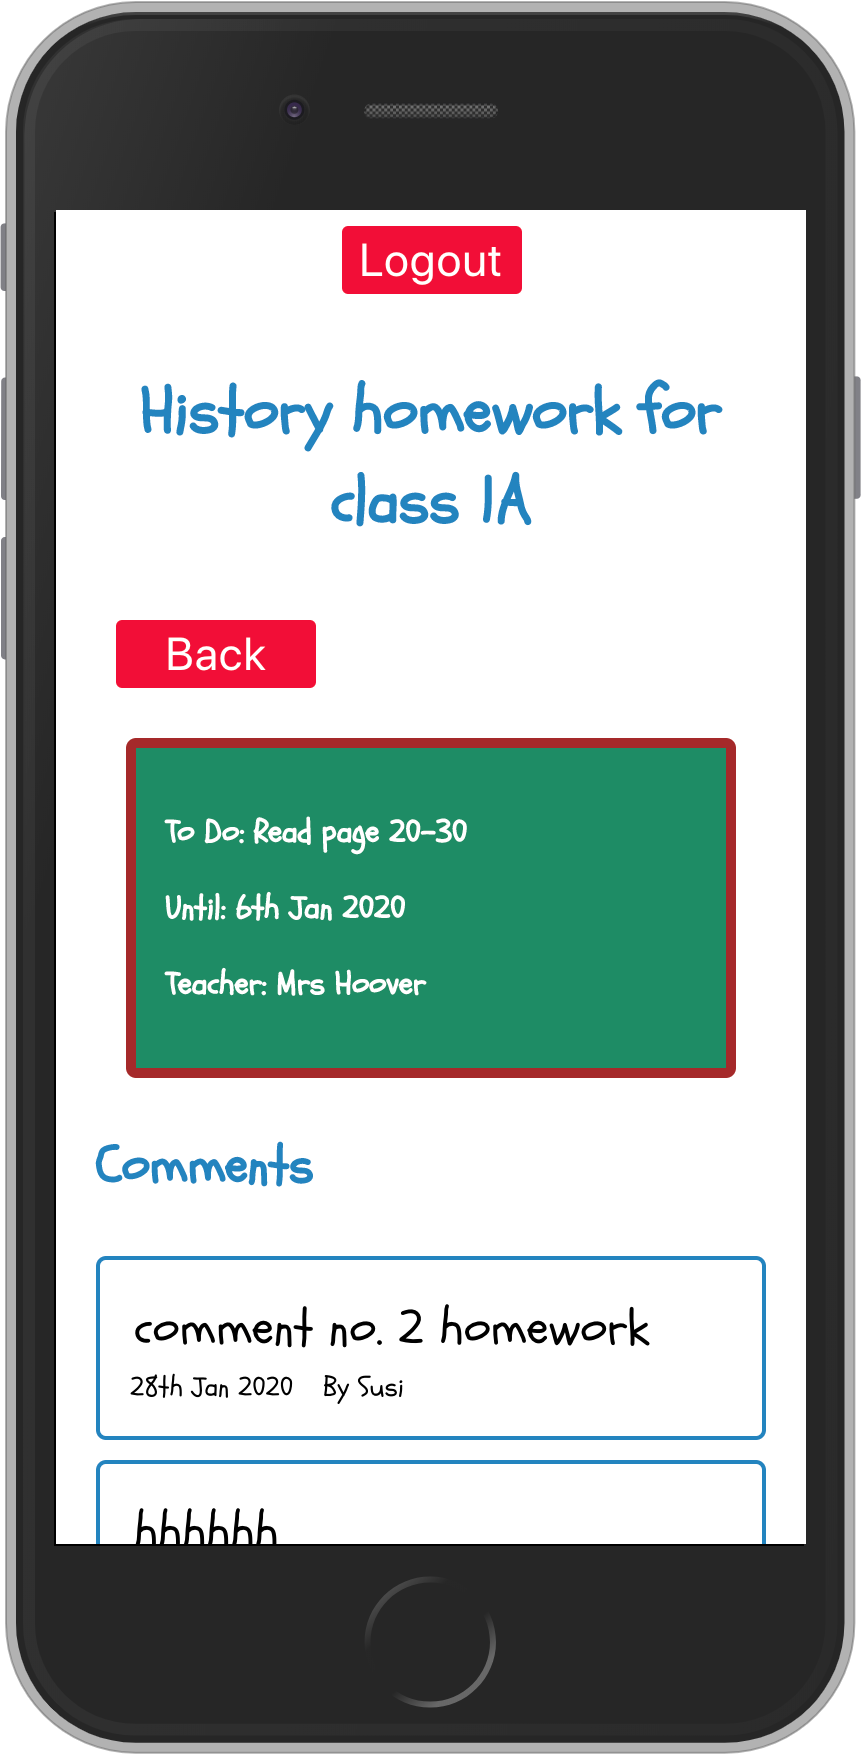 Logout
History homework for
class 1A
Back
To Do: Read page 20-30
Until: 6th Jan 2020
Teacher: Mrs Hoover
Comments
comment no. 2 homework
28th Jan 2020 By Susi
hhhhhh